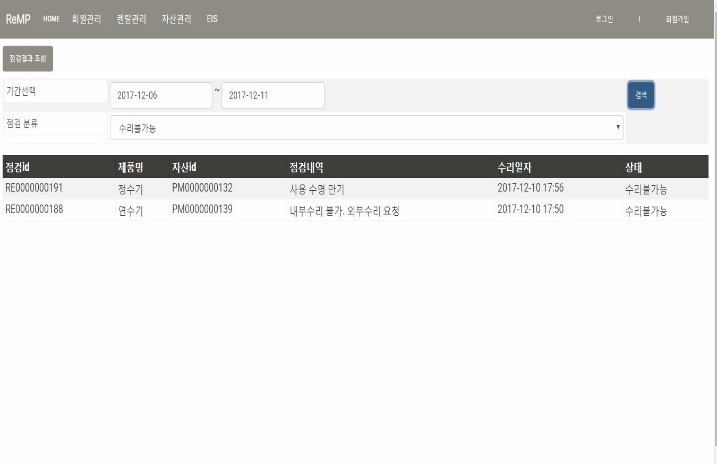 ReMP HOME 회원관리 렌탈관리 자산관리 EIS 로그인 | 회원가입
점검결과 조회
기간선택 2017-12-06 ~ 2017-12-11 검색
점검 분류 수리불가능
점검id 제품명 자산id 점검내역 수리일자 상태
RE0000000191 정수기 PM0000000132 사용 수명 만기 2017-12-10 17:56 수리불가능
RE0000000188 연수기 PM0000000139 내부수리 불가. 외부수리 요청 2017-12-10 17:50 수리불가능